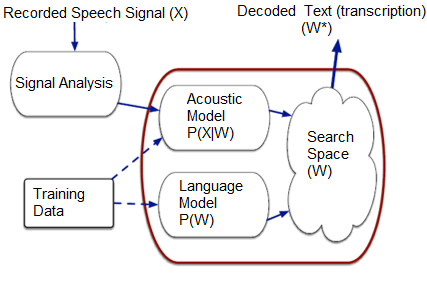 Recorded Speech Signal (X)
Decoded Text (transcription)
(W*)
Signal Analysis
Acoustic
Model
P(X|W)
Search
Space
(W)
Training
Data
Language
Model
P(W)